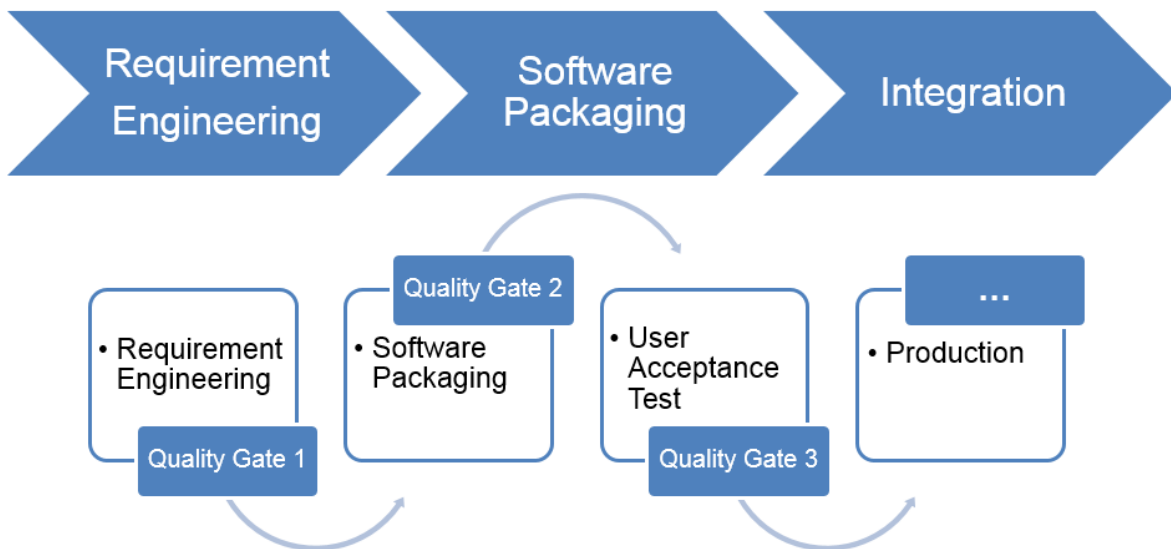 Requirement
Engineering
Software
Packaging
Integration
Quality Gate 2
...
• Requirement
Engineering
• Software
Packaging
• User
Acceptance
Test
• Production
Quality Gate 1
Quality Gate 3